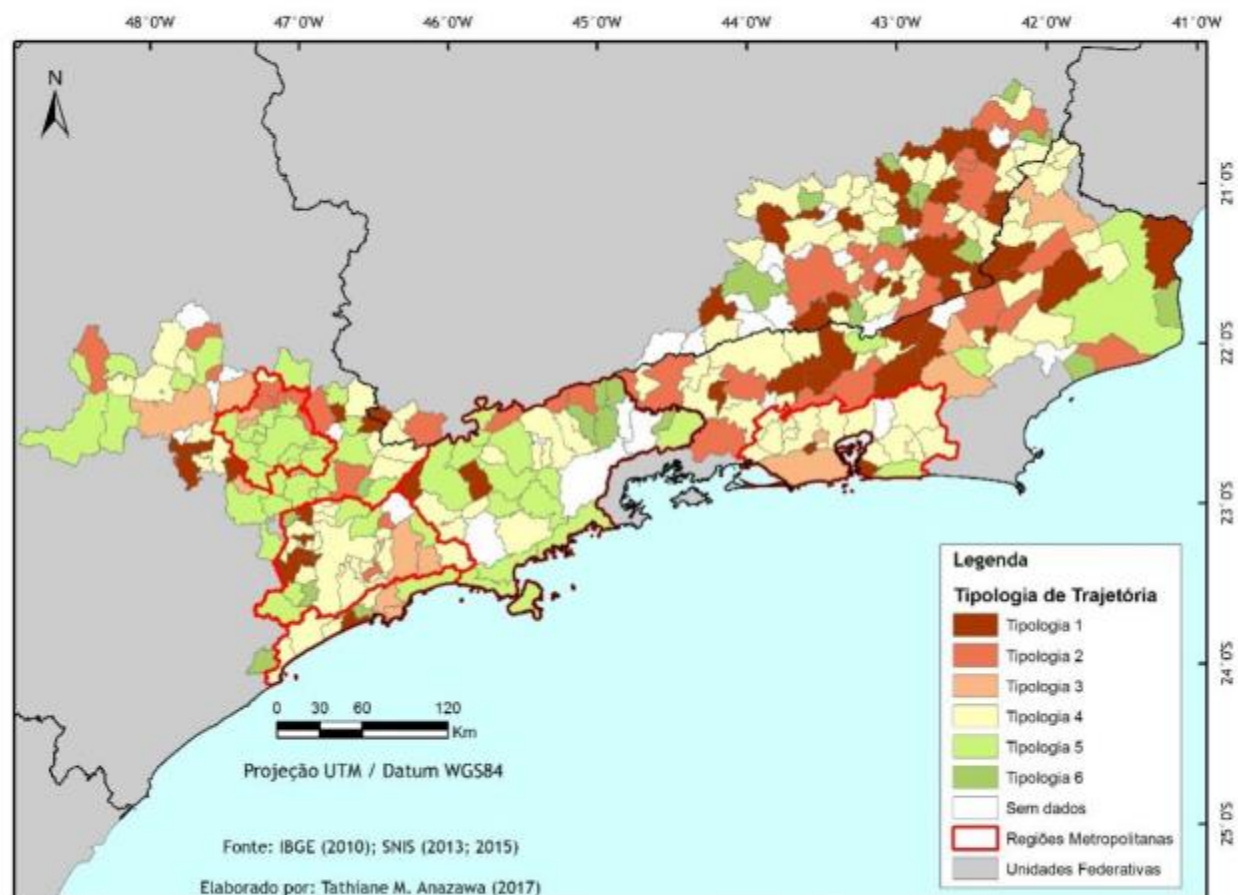 48°0'W 47°0'W 46°0'W 45°0'W 44°0'W 43°0'W 42°0'W 41°0'W
N
21°0'S
22°0'S
23°0'S
24°0'S
25°0'S
0 30 60 120
Km
Projeção UTM / Datum WGS84
Fonte: IBGE (2010); SNIS (2013; 2015)
Elaborado por: Tathiane M. Anazawa (2017)
Legenda
Tipologia de Trajetória
Tipologia 1
Tipologia 2
Tipologia 3
Tipologia 4
Tipologia 5
Tipologia 6
Sem dados
Regiões Metropolitanas
Unidades Federativas